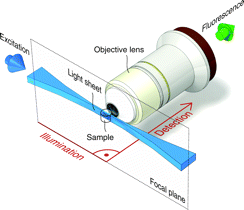 Fluorescence
Objective lens
Excitation
Light sheet
Detection
Sample
Illumination
Focal plane